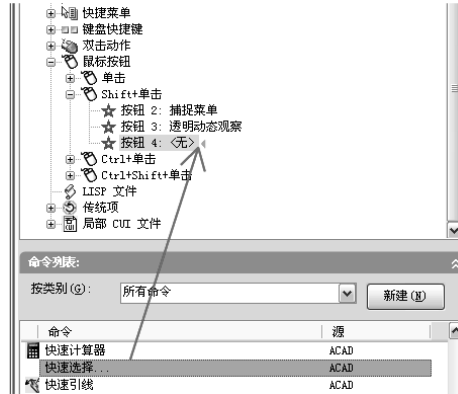 快捷菜单
键盘快捷键
双击动作
鼠标按钮
单击
Shift+单击
按钮 2: 捕捉菜单
按钮 3: 透明动态观察
按钮 4: <无>
Ctrl+单击
Ctrl+Shift+单击
LISP 文件
传统项
局部 CUI 文件
命令列表:
按类别(G): 所有命令 新建(N)
命令 源
快速计算器 ACAD
快速选择... ACAD
快速引线 ACAD